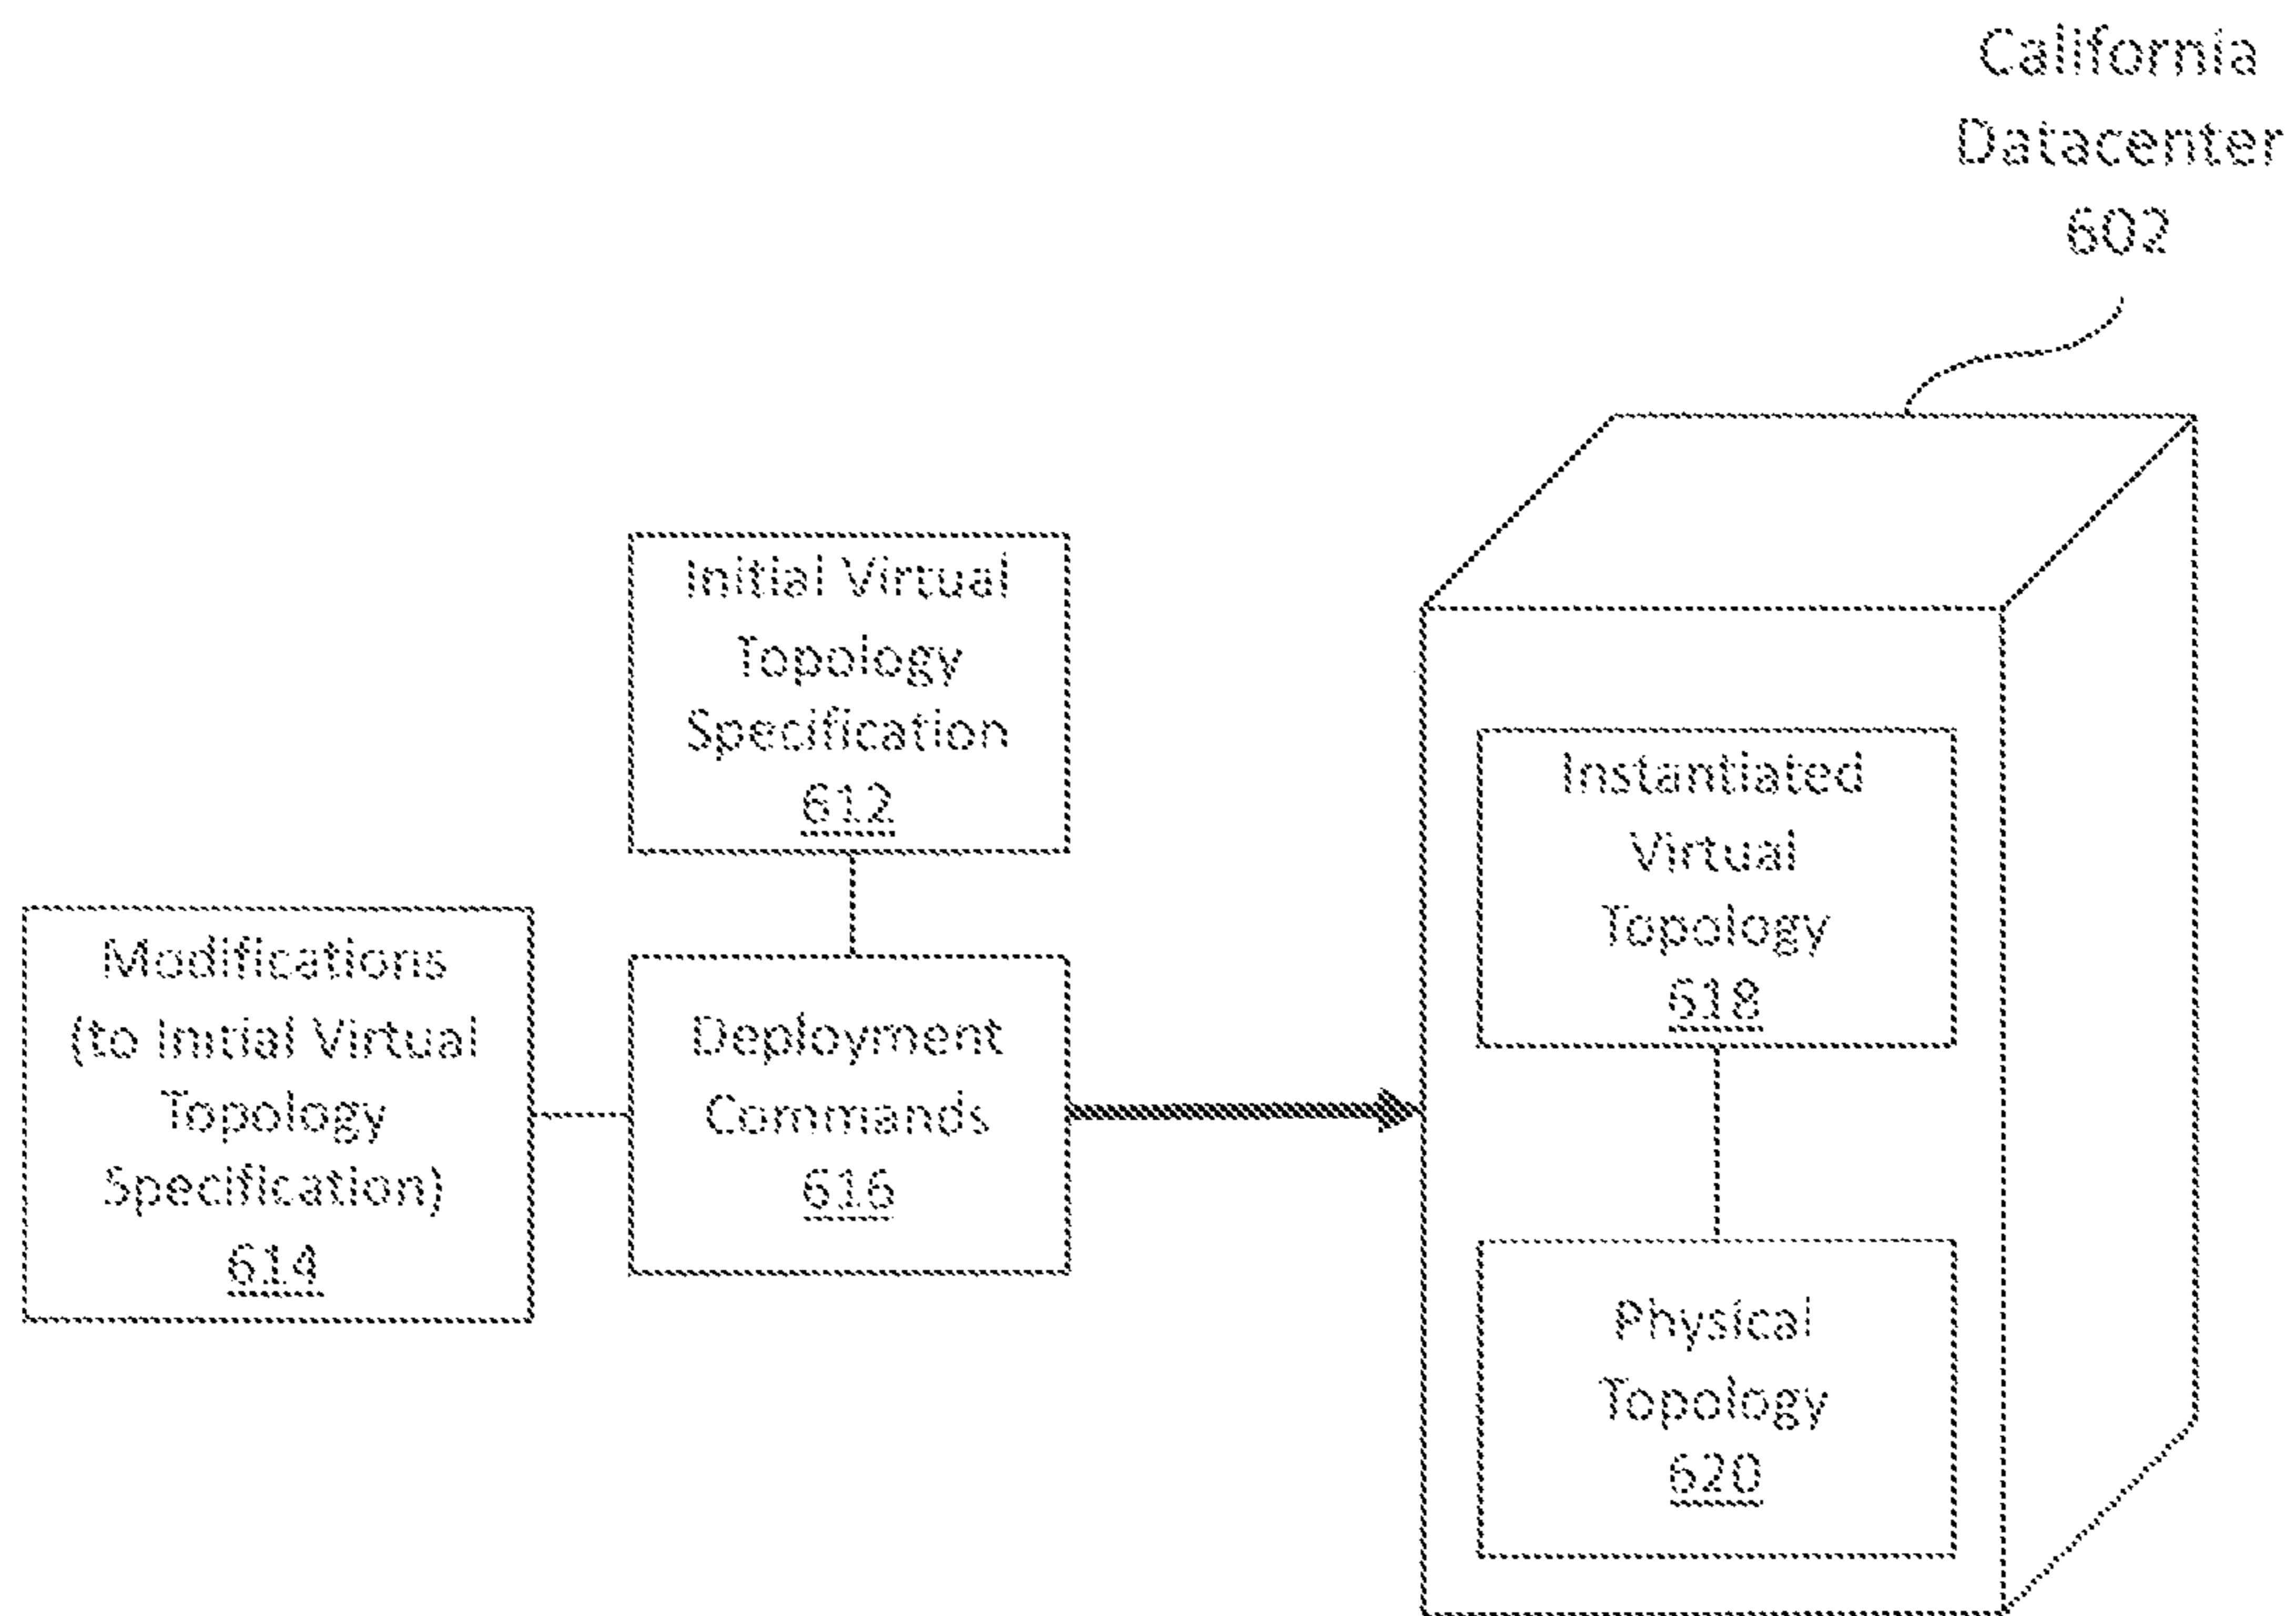 California
Datacenter
602
Initial Virtual
Topology
Specification
612
Modifications
(to Initial Virtual
Topology
Specification)
614
Deployment
Commands
616
Instantiated
Virtual
Topology
618
Physical
Topology
620